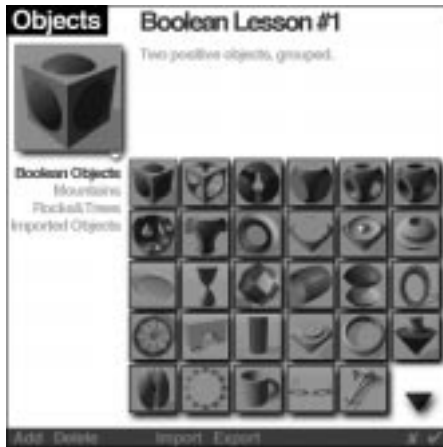 Objects
Boolean Lesson #1
Two positive objects, grouped.
Boolean Objects
Mountains
Rocks&Trees
Imported Objects
Add Delete Import Export